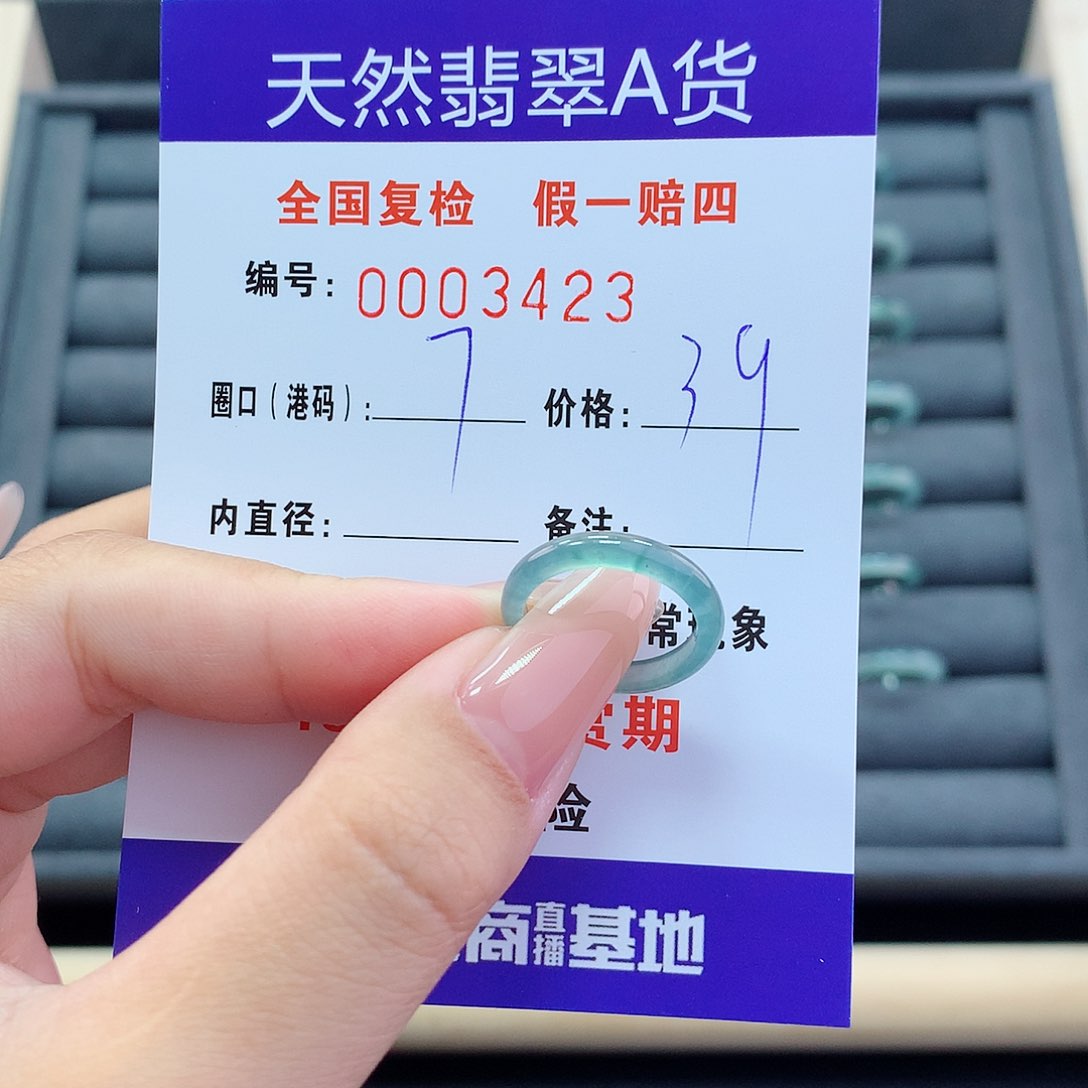 天然翡翠A货
全国复检 假一赔四
编号: 0003423
圈口(港码): 7 价格: 39
内直径: 备注:
常现象
货期
险
商直播基地